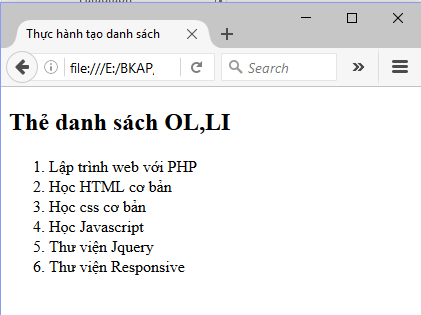 Thực hành tạo danh sách
file:///E:/BKAP,
Search
Thẻ danh sách OL,LI
1. Lập trình web với PHP
2. Học HTML cơ bản
3. Học css cơ bản
4. Học Javascript
5. Thư viện Jquery
6. Thư viện Responsive